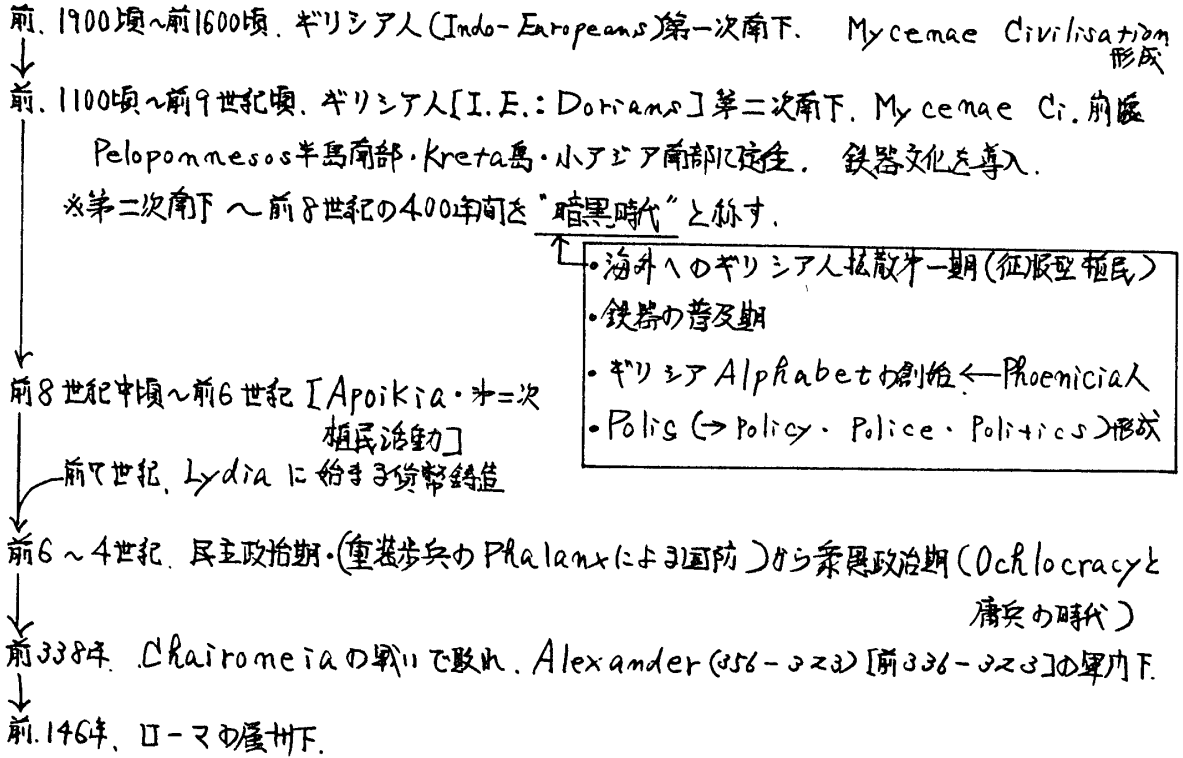 前.1900頃~前1600頃.ギリシア人(Indo-Europeans)第一次南下. Mycenae Civilisation
形成
↓
前.1100頃~前9世紀頃.ギリシア人[I.E.:Dorians]第二次南下.Mycenae Ci.崩壊
Peloponnesos半島南部・Kreta島・小アジア南部に定住. 鉄器文化を導入.
※第二次南下~前8世紀の400年間を"暗黒時代"と称す.
・海外へのギリシア人拡散第一期(征服型植民)
・鉄器の普及期
・ギリシアAlphabetの創始←Phoenicia人
・Polis(→Policy・Police・Politics)形成
前8世紀中頃~前6世紀[Apoikia・第二次
植民活動]
前7世紀、Lydiaに始まる貨幣鋳造
前6~4世紀.民主政治期・(重装歩兵のPhalanxによる国防)から衆愚政治期(Ochlocracyと
傭兵の時代)
↓
前338年.Chaironeiaの戦いで敗れ.Alexander(356-323)[前336-323]の軍門下.
↓
前.146年、ローマの属州下.